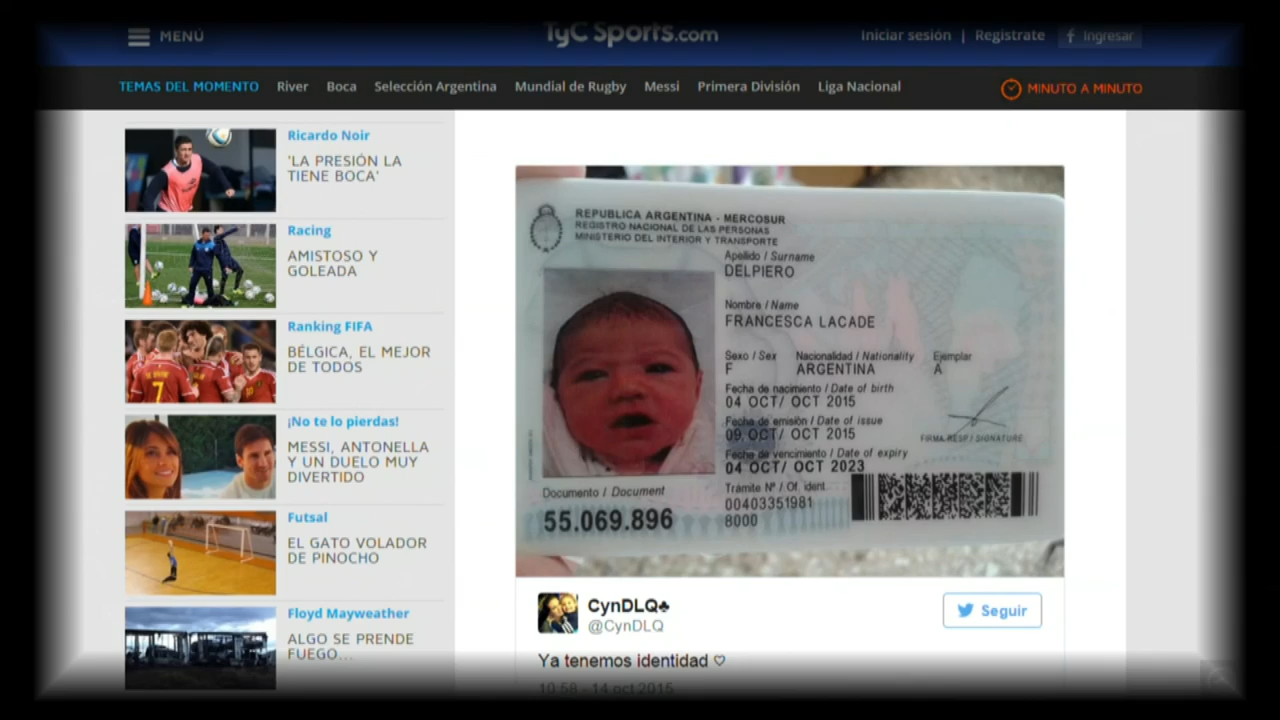 MENÚ
TyC Sports.com
Iniciar sesión | Registrate
Ingresar
TEMAS DEL MOMENTO River Boca Selección Argentina Mundial de Rugby Messi Primera División Liga Nacional
MINUTO A MINUTO
Ricardo Noir
'LA PRESIÓN LA
TIENE BOCA'
Racing
AMISTOSO Y
GOLEADA
Ranking FIFA
BÉLGICA, EL MEJOR
DE TODOS
¡No te lo pierdas!
MESSI, ANTONELLA
Y UN DUELO MUY
DIVERTIDO
Futsal
EL GATO VOLADOR
DE PINOCHO
Floyd Mayweather
ALGO SE PRENDE
FUEGO...
REPUBLICA ARGENTINA - MERCOSUR
REGISTRO NACIONAL DE LAS PERSONAS
MINISTERIO DEL INTERIOR Y TRANSPORTE
Apellido / Surname
DELPIERO
Nombre / Name
FRANCESCA LACADE
Sexo / Sex Nacionalidad / Nationality Ejemplar
F ARGENTINA A
Fecha de nacimiento / Date of birth
04 OCT/ OCT 2015
Fecha de emisión / Date of issue
09 OCT/ OCT 2015
FIRMA RESP / SIGNATURE
Fecha de vencimiento / Date of expiry
04 OCT/ OCT 2023
Trámite Nº / Of. ident.
00403351981
8000
Documento / Document
55.069.896
CynDLQ♣
@CynDLQ
Seguir
Ya tenemos identidad ♡
10:58 - 14 oct 2015